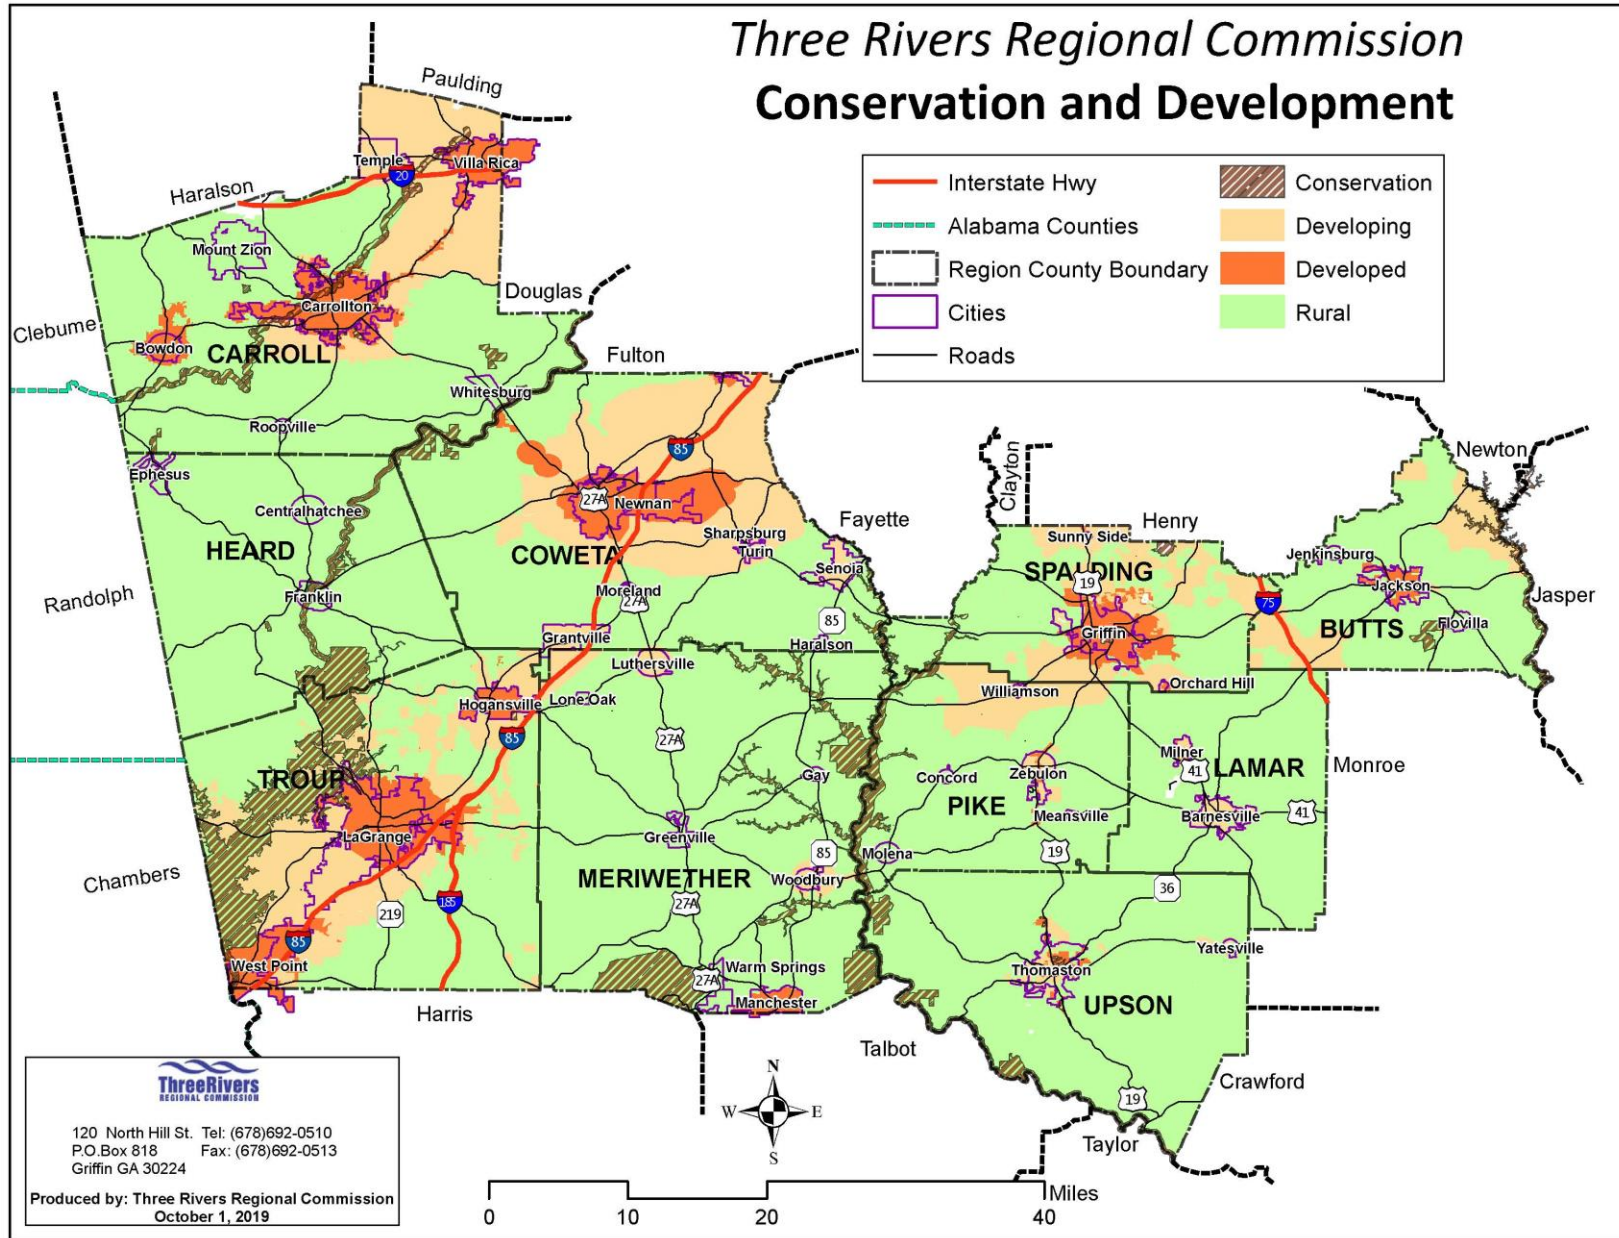 Three Rivers Regional Commission
Conservation and Development
Interstate Hwy
Alabama Counties
Region County Boundary
Cities
Roads
Conservation
Developing
Developed
Rural
Paulding
Temple
Villa Rica
20
Haralson
Mount Zion
Douglas
Carrollton
Clebume
Bowdon
CARROLL
Fulton
Whitesburg
Roopville
85
Ephesus
Centralhatchee
27A
Newnan
HEARD
COWETA
Sharpsburg
Turin
Fayette
Senoia
Randolph
Franklin
Moreland
27A
85
Grantville
Haralson
Luthersville
Hogansville
Lone Oak
85
27A
TROUP
Gay
LaGrange
Greenville
Chambers
MERIWETHER
85
Woodbury
185
27A
219
85
West Point
Warm Springs
27A
Manchester
Harris
Clayton
Henry
Newton
Sunny Side
Jenkinsburg
SPAULDING
19
Jackson
75
Jasper
Griffin
BUTTS
Flovilla
Williamson
Orchard Hill
Milner
Concord
Zebulon
41
LAMAR
Monroe
PIKE
Meansville
Barnesville
41
Molena
19
36
Yatesville
Thomaston
UPSON
Talbot
Crawford
19
Taylor
ThreeRivers
REGIONAL COMMISSION
120 North Hill St. Tel: (678)692-0510
P.O.Box 818 Fax: (678)692-0513
Griffin GA 30224
Produced by: Three Rivers Regional Commission
October 1, 2019
N
W E
S
Miles
0 10 20 40